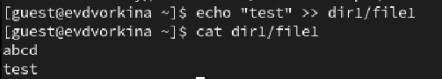 [guest@evdvorkina ~]$ echo "test" >> dir1/file1
[guest@evdvorkina ~]$ cat dir1/file1
abcd
test